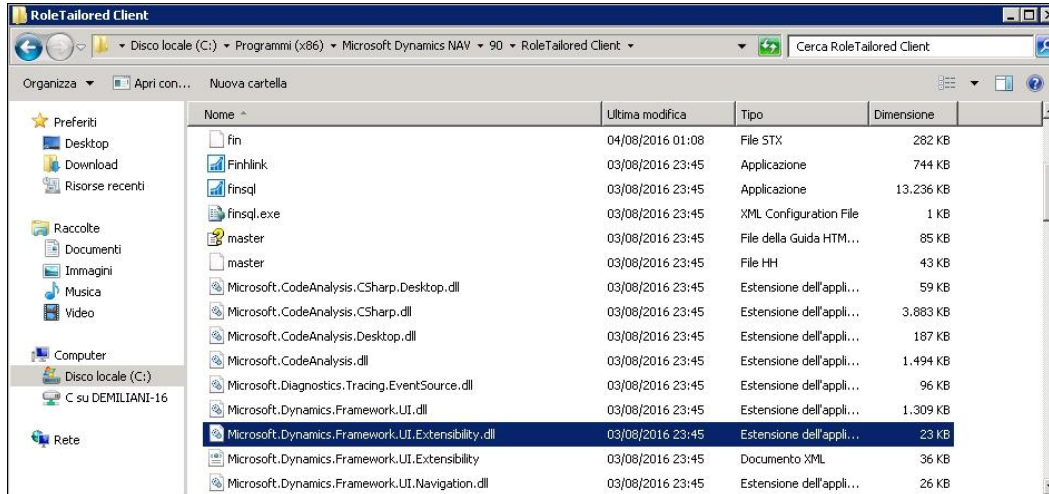 RoleTailored Client
Disco locale (C:) Programmi (x86) Microsoft Dynamics NAV 90 RoleTailored Client Cerca RoleTailored Client
Organizza Apri con... Nuova cartella
Preferiti
Desktop
Download
Risorse recenti
Raccolte
Documenti
Immagini
Musica
Video
Computer
Disco locale (C:)
C su DEMILIANI-16
Rete
Nome Ultima modifica Tipo Dimensione
fin 04/08/2016 01:08 File STX 282 KB
Finhlink 03/08/2016 23:45 Applicazione 744 KB
finsql 03/08/2016 23:45 Applicazione 13.236 KB
finsql.exe 03/08/2016 23:45 XML Configuration File 1 KB
master 03/08/2016 23:45 File della Guida HTM... 85 KB
master 03/08/2016 23:45 File HH 43 KB
Microsoft.CodeAnalysis.CSharp.Desktop.dll 03/08/2016 23:45 Estensione dell'appli... 59 KB
Microsoft.CodeAnalysis.CSharp.dll 03/08/2016 23:45 Estensione dell'appli... 3.883 KB
Microsoft.CodeAnalysis.Desktop.dll 03/08/2016 23:45 Estensione dell'appli... 187 KB
Microsoft.CodeAnalysis.dll 03/08/2016 23:45 Estensione dell'appli... 1.494 KB
Microsoft.Diagnostics.Tracing.EventSource.dll 03/08/2016 23:45 Estensione dell'appli... 96 KB
Microsoft.Dynamics.Framework.UI.dll 03/08/2016 23:45 Estensione dell'appli... 1.309 KB
Microsoft.Dynamics.Framework.UI.Extensibility.dll 03/08/2016 23:45 Estensione dell'appli... 23 KB
Microsoft.Dynamics.Framework.UI.Extensibility 03/08/2016 23:45 Documento XML 36 KB
Microsoft.Dynamics.Framework.UI.Navigation.dll 03/08/2016 23:45 Estensione dell'appli... 26 KB